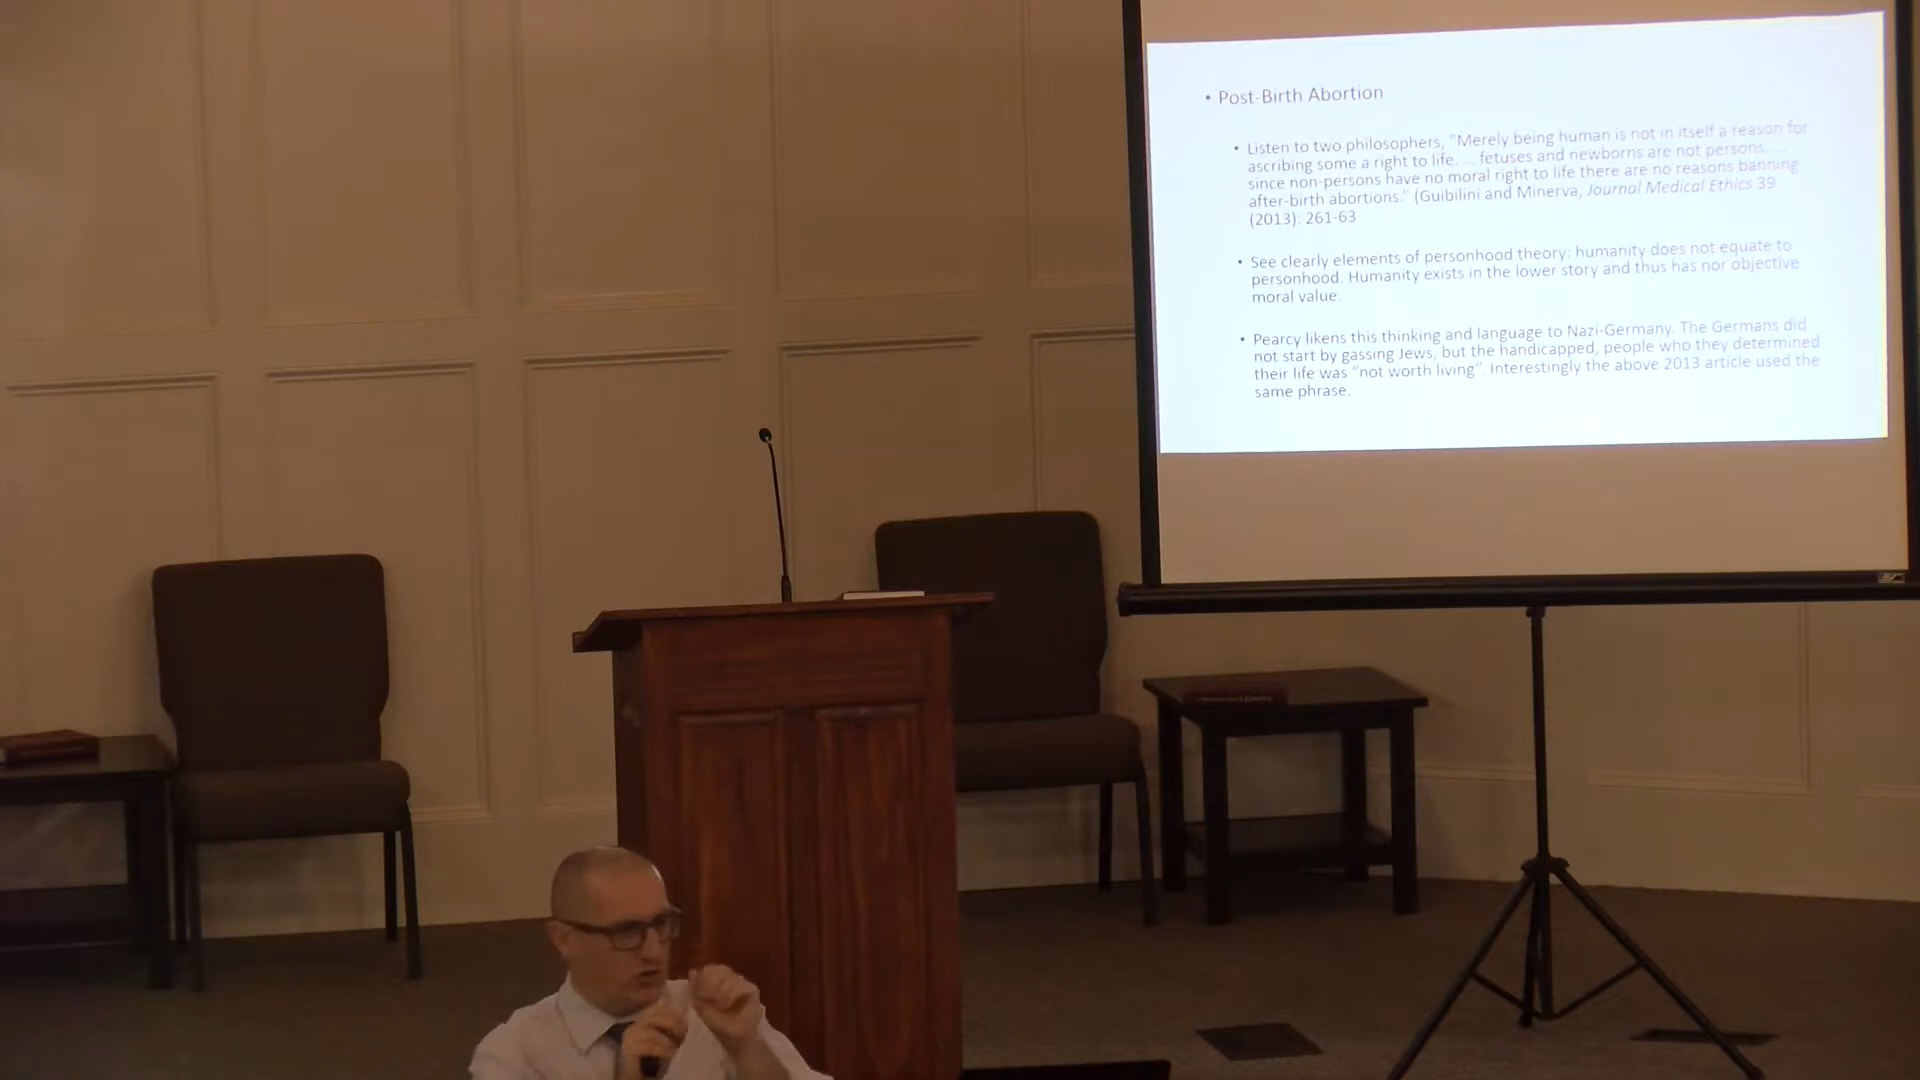 • Post-Birth Abortion
• Listen to two philosophers, "Merely being human is not in itself a reason for
ascribing some a right to life. ... fetuses and newborns are not persons. ...
since non-persons have no moral right to life there are no reasons banning
after-birth abortions." (Guibilini and Minerva, Journal Medical Ethics 39
(2013): 261-63
• See clearly elements of personhood theory: humanity does not equate to
personhood. Humanity exists in the lower story and thus has nor objective
moral value.
• Pearcy likens this thinking and language to Nazi-Germany. The Germans did
not start by gassing Jews, but the handicapped, people who they determined
their life was "not worth living". Interestingly the above 2013 article used the
same phrase.